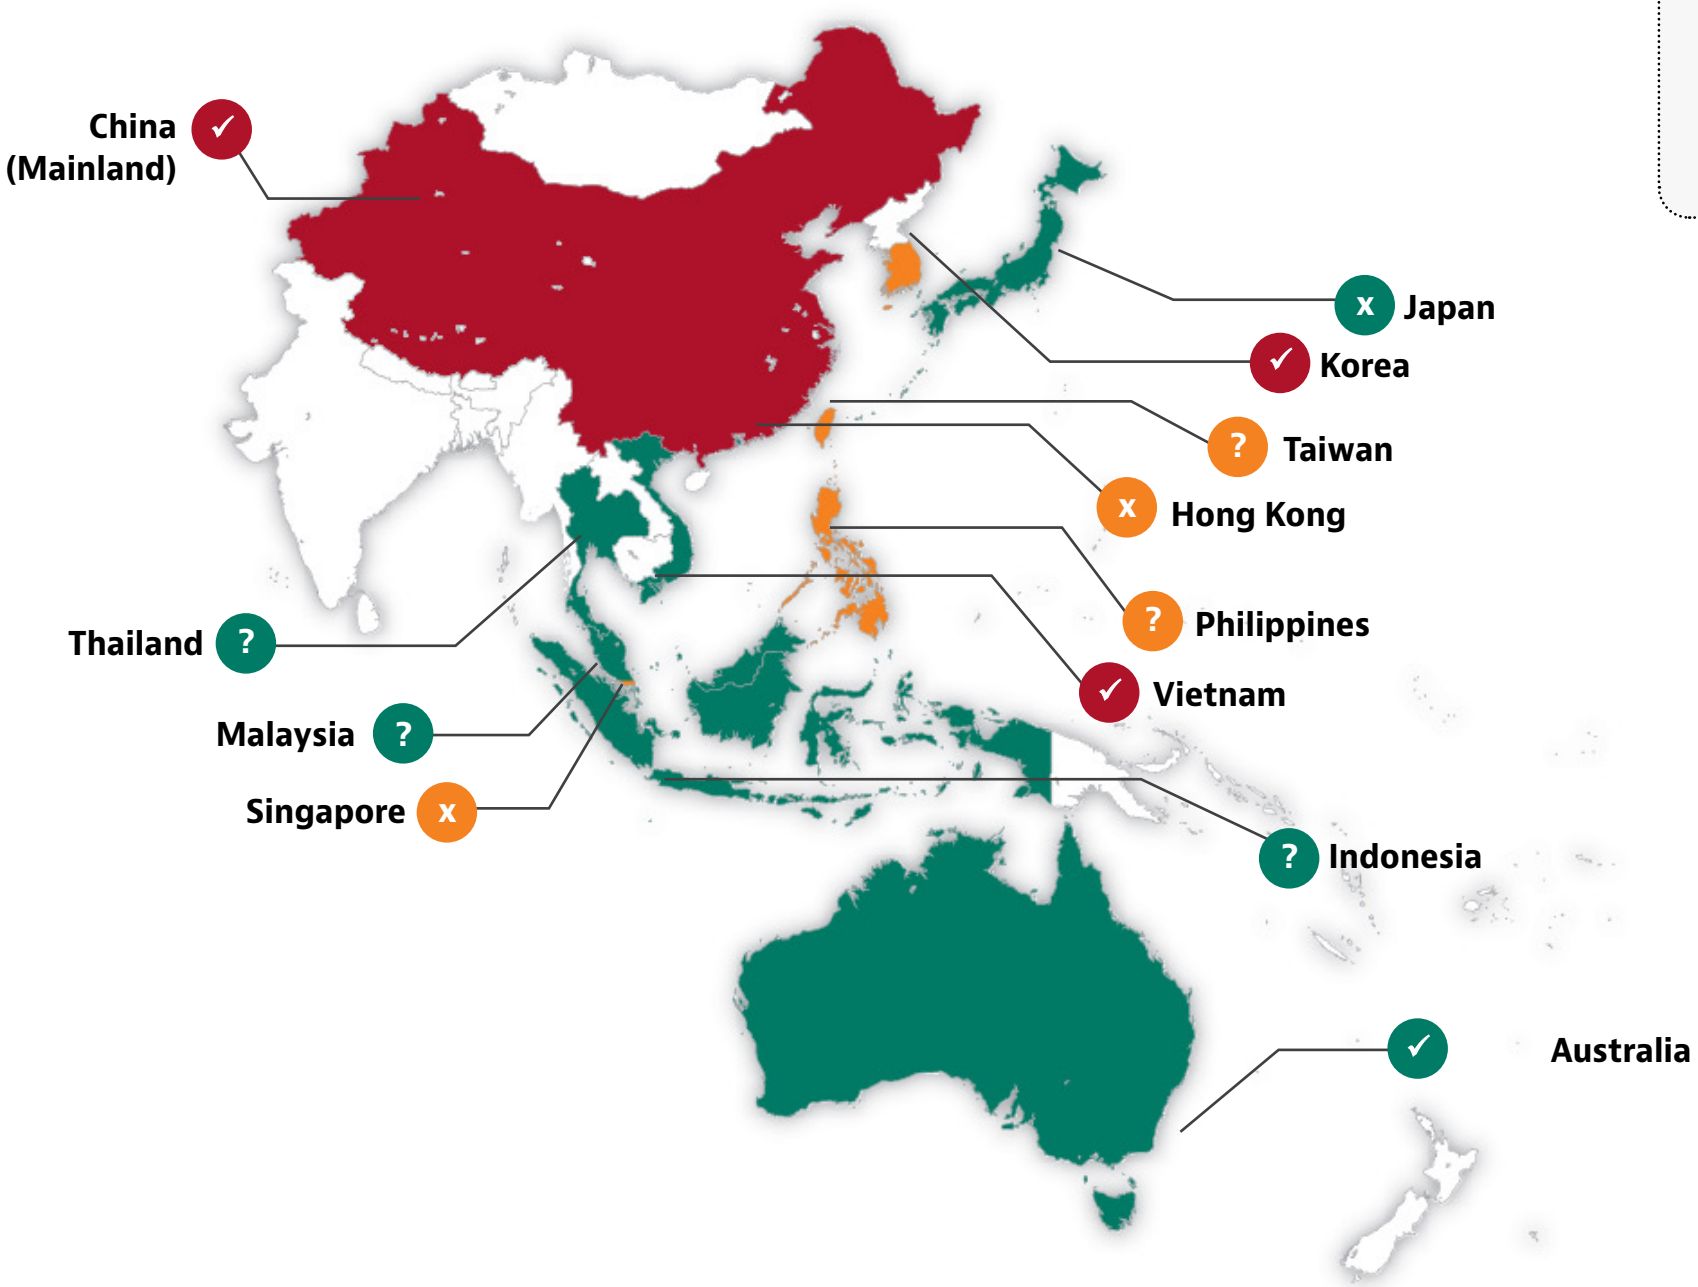 China
(Mainland)
✓
x
Japan
✓
Korea
?
Taiwan
x
Hong Kong
?
Philippines
Thailand
?
✓
Vietnam
Malaysia
?
Singapore
x
?
Indonesia
✓
Australia